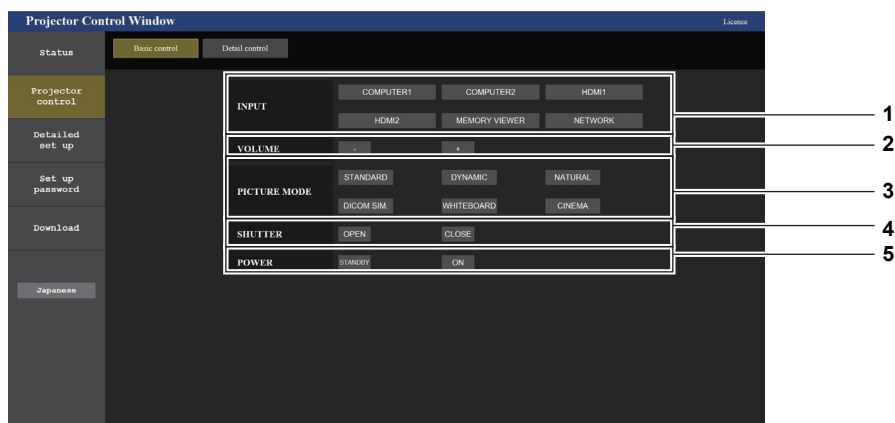 Projector Control Window License
Status Basic control Detail control
Projector
control
Detailed
set up
Set up
password
Download
Japanese
INPUT
COMPUTER1 COMPUTER2 HDMI1
HDMI2 MEMORY VIEWER NETWORK
VOLUME - +
PICTURE MODE
STANDARD DYNAMIC NATURAL
DICOM SIM. WHITEBOARD CINEMA
SHUTTER OPEN CLOSE
POWER STANDBY ON
1
2
3
4
5